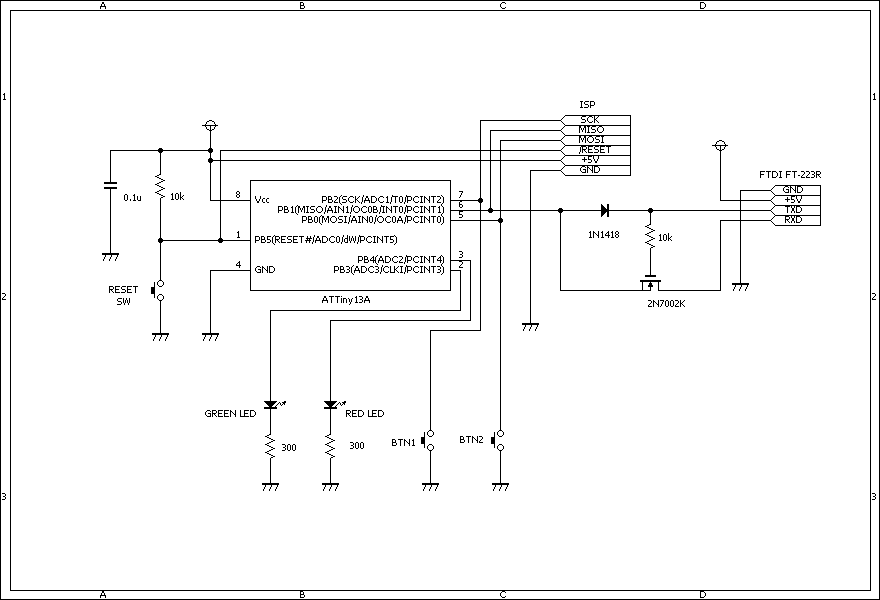 A B C D
1 1
ISP
SCK
MISO
MOSI
/RESET
+5V
GND
FTDI FT-223R
GND
+5V
TXD
RXD
0.1u
10k
8 Vcc PB2(SCK/ADC1/T0/PCINT2) 7
PB1(MISO/AIN1/OC0B/INT0/PCINT1) 6
PB0(MOSI/AIN0/OC0A/PCINT0) 5
1 PB5(RESET#/ADC0/dW/PCINT5)
PB4(ADC2/PCINT4) 3
4 GND PB3(ADC3/CLKI/PCINT3) 2
ATTiny13A
1N1418
10k
2N7002K
RESET
SW
2 2
GREEN LED
RED LED
300
300
BTN1
BTN2
3 3
A B C D